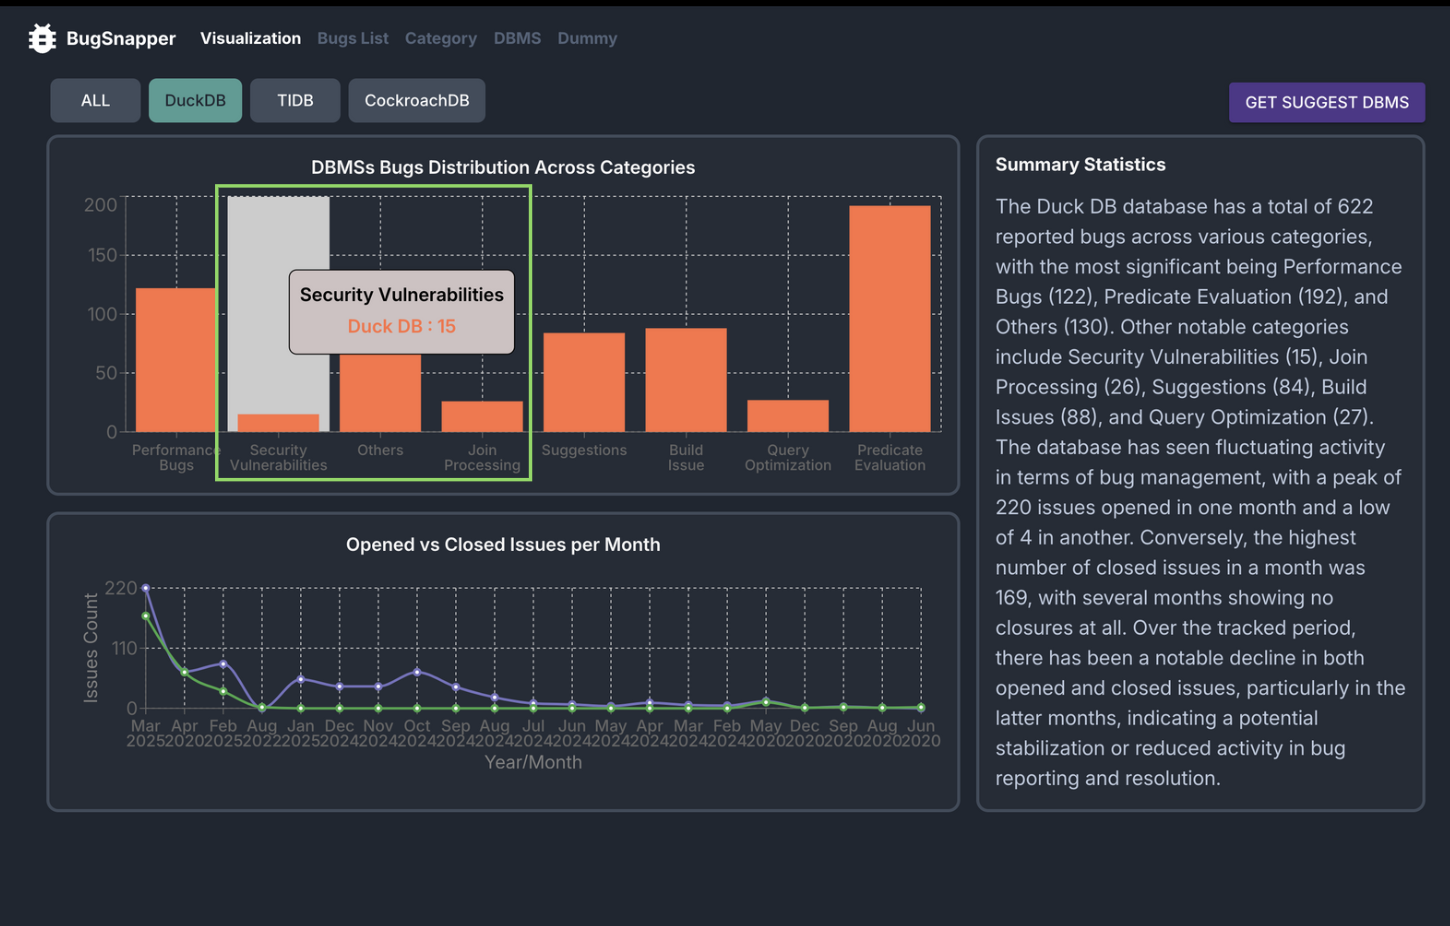 BugSnapper Visualization Bugs List Category DBMS Dummy
ALL DuckDB TIDB CockroachDB
GET SUGGEST DBMS
DBMSs Bugs Distribution Across Categories
200
150
100
50
0
Security Vulnerabilities
Duck DB : 15
Performance Bugs
Security Vulnerabilities
Others
Join Processing
Suggestions
Build Issue
Query Optimization
Predicate Evaluation
Opened vs Closed Issues per Month
Issues Count
220
110
0
Mar Apr Feb Aug Jan Dec Nov Oct Sep Aug Jul Jun May Apr Mar Feb May Dec Sep Aug Jun
2025 2020 2025 2022 2025 2024 2024 2024 2024 2024 2024 2024 2024 2024 2024 2024 2020 2020 2020 2020 2020
Year/Month
Summary Statistics
The Duck DB database has a total of 622
reported bugs across various categories,
with the most significant being Performance
Bugs (122), Predicate Evaluation (192), and
Others (130). Other notable categories
include Security Vulnerabilities (15), Join
Processing (26), Suggestions (84), Build
Issues (88), and Query Optimization (27).
The database has seen fluctuating activity
in terms of bug management, with a peak of
220 issues opened in one month and a low
of 4 in another. Conversely, the highest
number of closed issues in a month was
169, with several months showing no
closures at all. Over the tracked period,
there has been a notable decline in both
opened and closed issues, particularly in the
latter months, indicating a potential
stabilization or reduced activity in bug
reporting and resolution.